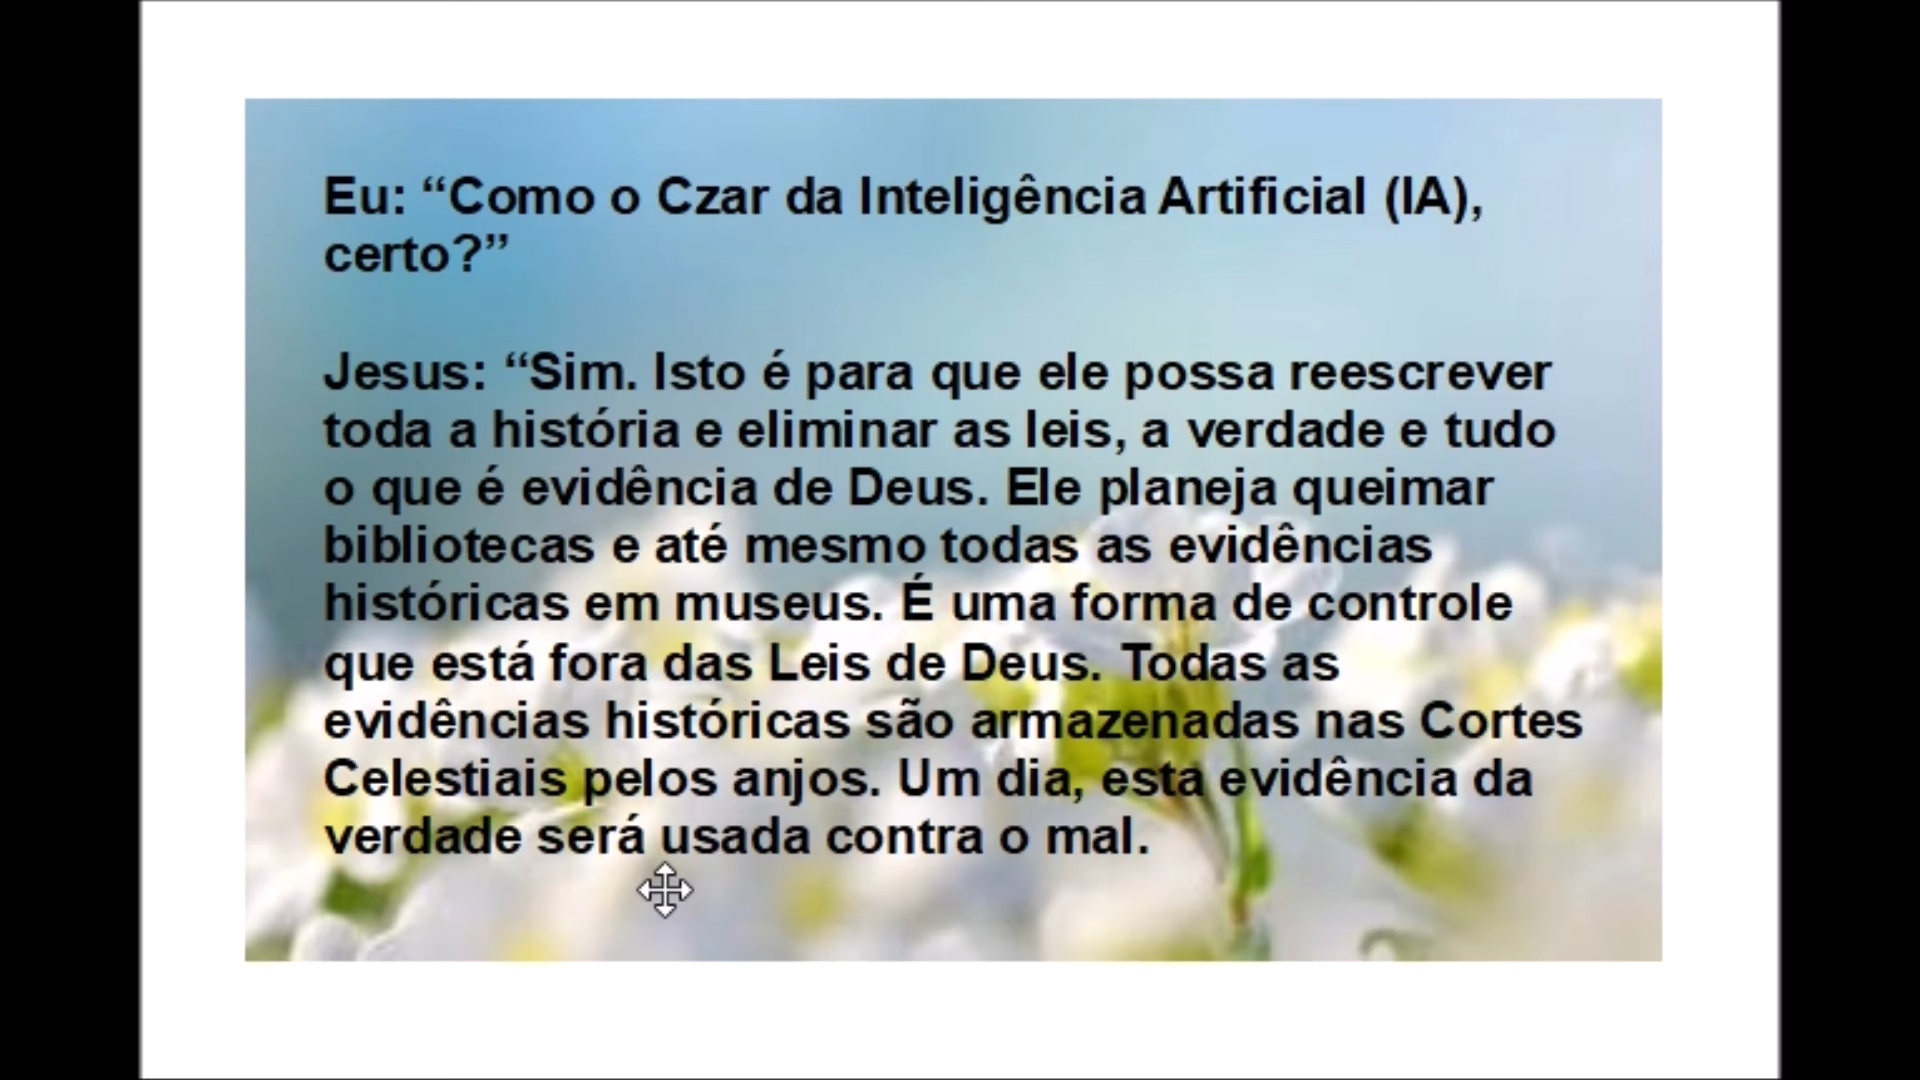 Eu: “Como o Czar da Inteligência Artificial (IA),
certo?”
Jesus: “Sim. Isto é para que ele possa reescrever
toda a história e eliminar as leis, a verdade e tudo
o que é evidência de Deus. Ele planeja queimar
bibliotecas e até mesmo todas as evidências
históricas em museus. É uma forma de controle
que está fora das Leis de Deus. Todas as
evidências históricas são armazenadas nas Cortes
Celestiais pelos anjos. Um dia, esta evidência da
verdade será usada contra o mal.